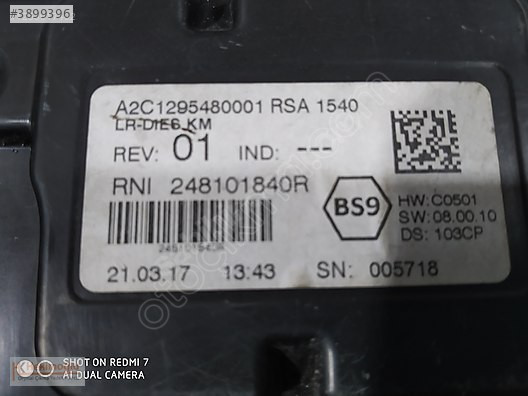 #3899396
A2C1295480001 RSA 1540
LR-DIE6 KM
REV: 01 IND: ---
RNI 248101840R
BS9
HW: C0501
SW: 08.00.10
DS: 103CP
248101840R
21.03.17 13:43 SN: 005718
SHOT ON REDMI 7
AI DUAL CAMERA